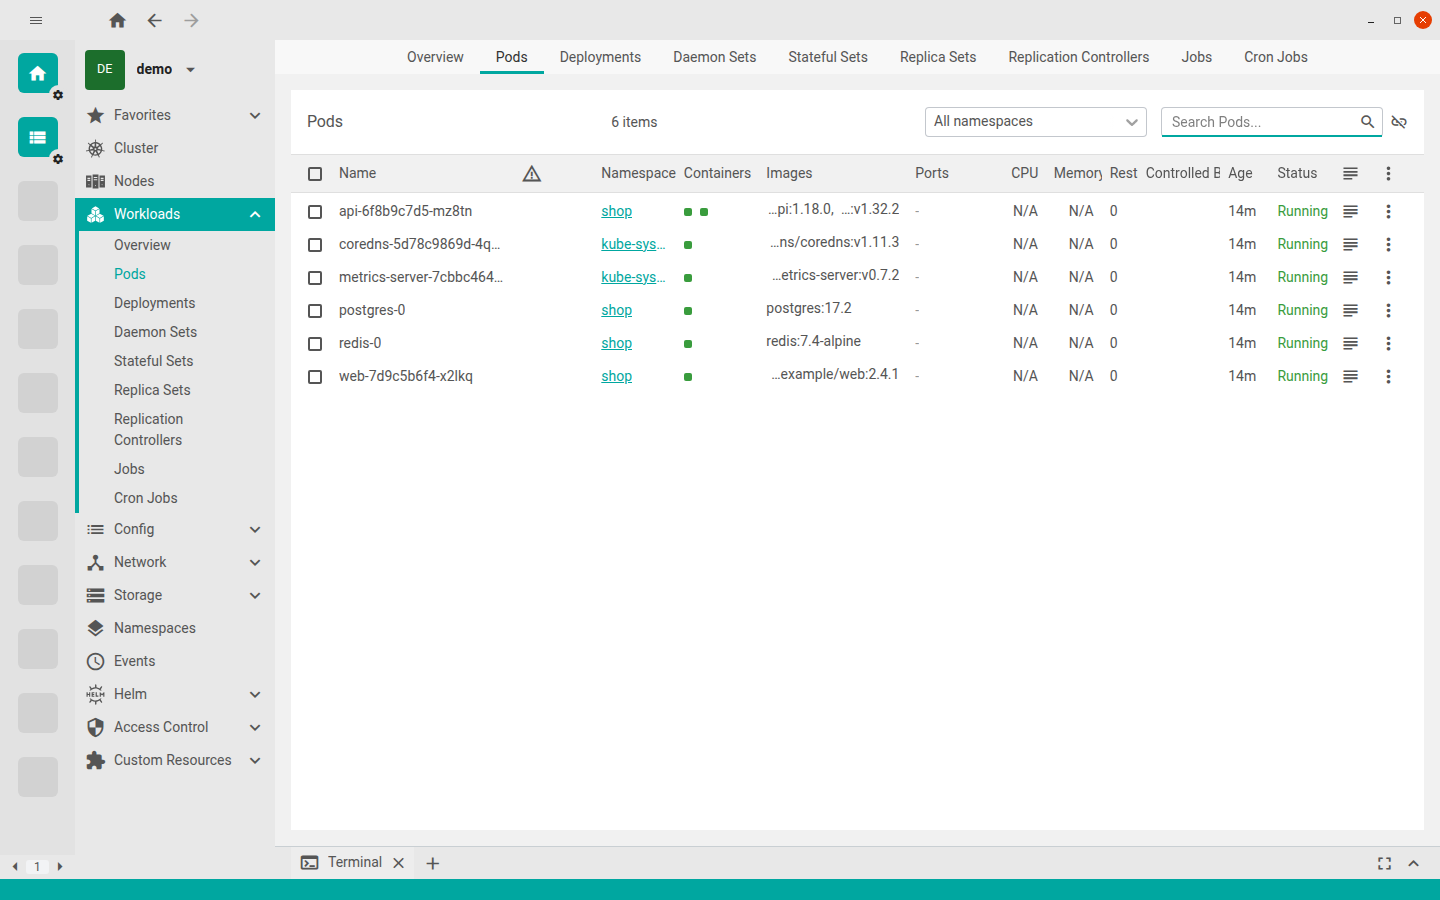 DE demo
Favorites
Cluster
Nodes
Workloads
Overview
Pods
Deployments
Daemon Sets
Stateful Sets
Replica Sets
Replication
Controllers
Jobs
Cron Jobs
Config
Network
Storage
Namespaces
Events
HELM Helm
Access Control
Custom Resources
1
Overview Pods Deployments Daemon Sets Stateful Sets Replica Sets Replication Controllers Jobs Cron Jobs
Pods 6 items All namespaces Search Pods...
Name Namespace Containers Images Ports CPU Memory Rest Controlled B Age Status
api-6f8b9c7d5-mz8tn shop ...pi:1.18.0, ...:v1.32.2 - N/A N/A 0 14m Running
coredns-5d78c9869d-4q... kube-sys... ...ns/coredns:v1.11.3 - N/A N/A 0 14m Running
metrics-server-7cbbc464... kube-sys... ...etrics-server:v0.7.2 - N/A N/A 0 14m Running
postgres-0 shop postgres:17.2 - N/A N/A 0 14m Running
redis-0 shop redis:7.4-alpine - N/A N/A 0 14m Running
web-7d9c5b6f4-x2lkq shop ...example/web:2.4.1 - N/A N/A 0 14m Running
Terminal